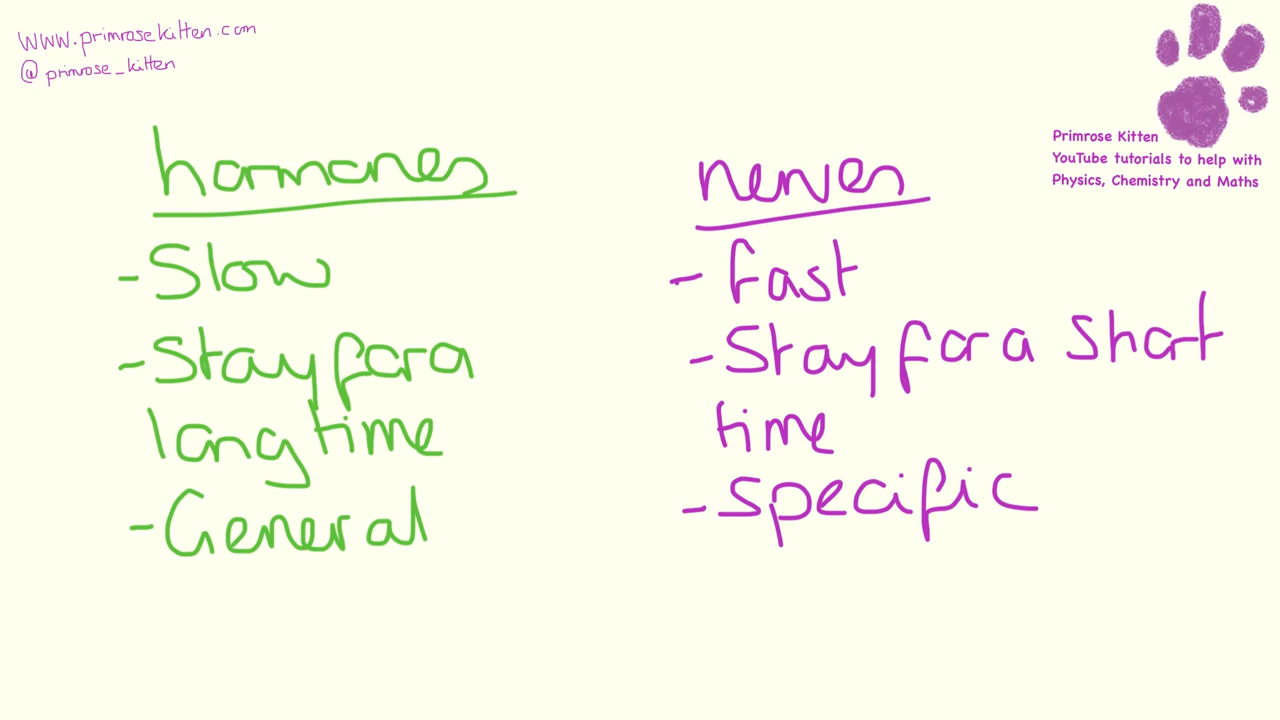 www.primrosekitten.com
@primrose_kitten
Primrose Kitten
YouTube tutorials to help with
Physics, Chemistry and Maths
hormones
- Slow
- Stay for a
long time
- General
nerves
- fast
- Stay for a short
time
- Specific